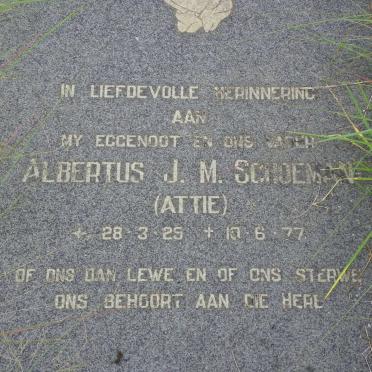 IN LIEFDEVOLLE HERINNERING
AAN
MY EGGENOOT EN ONS VADER
ALBERTUS J. M. SCHOEMAN
(ATTIE)
* 28-3-25 + 10-6-77
OF ONS DAN LEWE EN OF ONS STERWE
ONS BEHOORT AAN DIE HERE